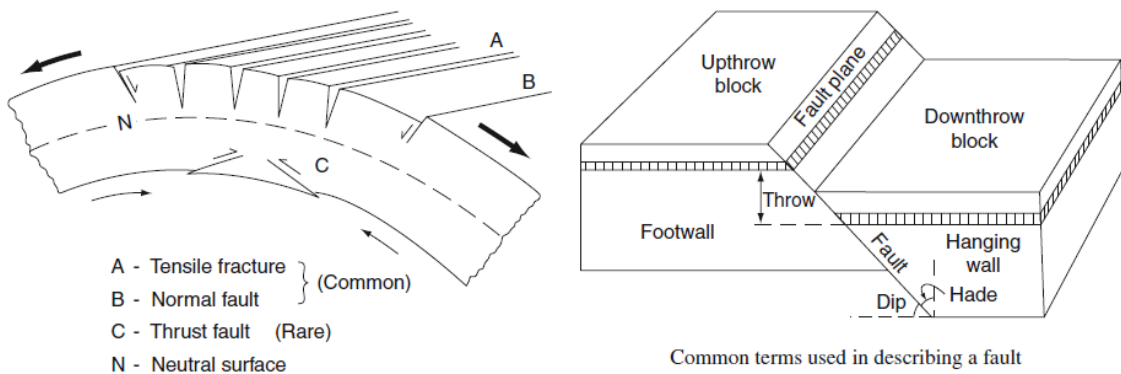 A
B
N
C
A - Tensile fracture
B - Normal fault
(Common)
C - Thrust fault (Rare)
N - Neutral surface
Upthrow
block
Fault plane
Downthrow
block
Throw
Footwall
Fault
Hanging
wall
Dip
Hade
Common terms used in describing a fault